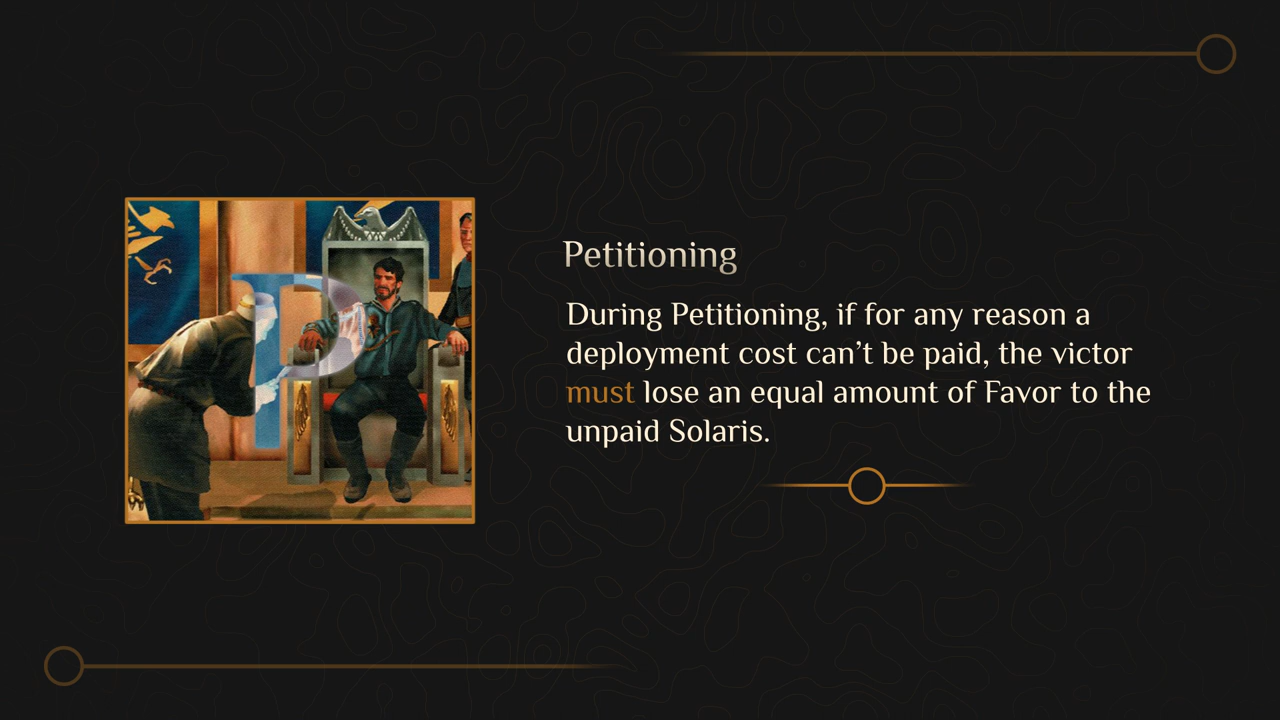 Petitioning
During Petitioning, if for any reason a
deployment cost can’t be paid, the victor
must lose an equal amount of Favor to the
unpaid Solaris.
P